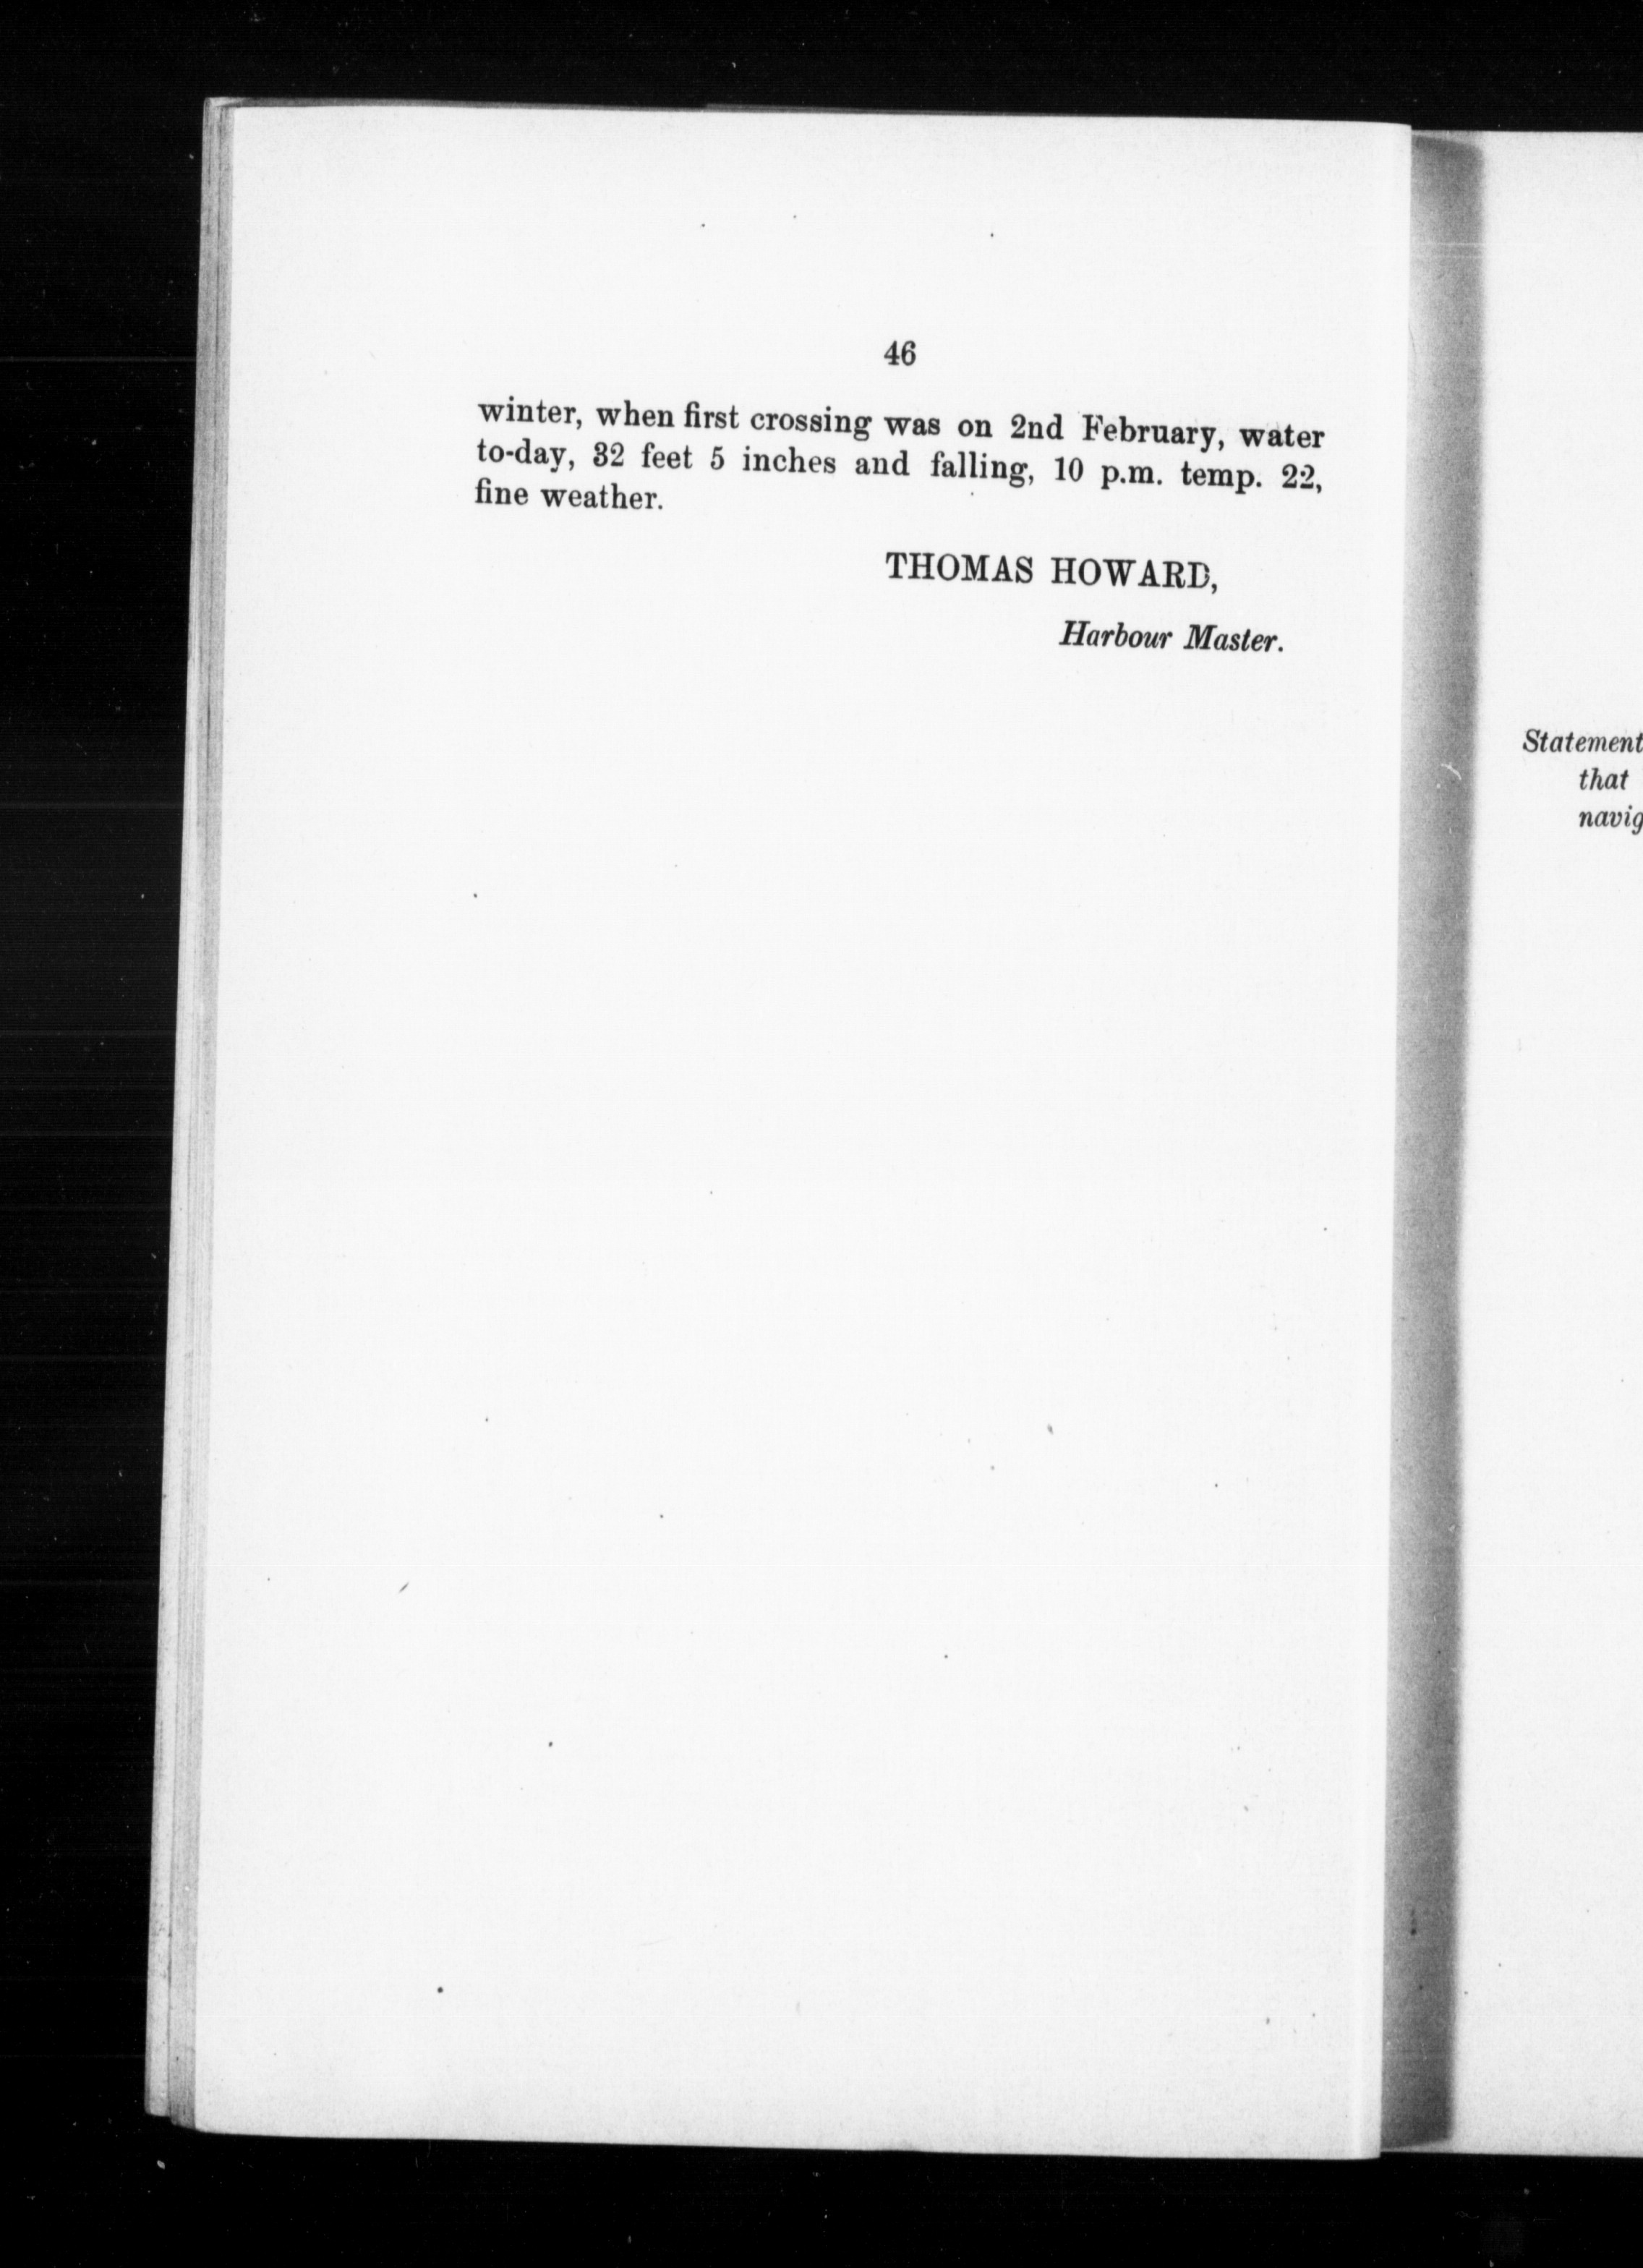 46
winter, when first crossing was on 2nd February, water
to-day, 32 feet 5 inches and falling, 10 p.m. temp. 22,
fine weather.
THOMAS HOWARD,
Harbour Master.
Statement
that
navig